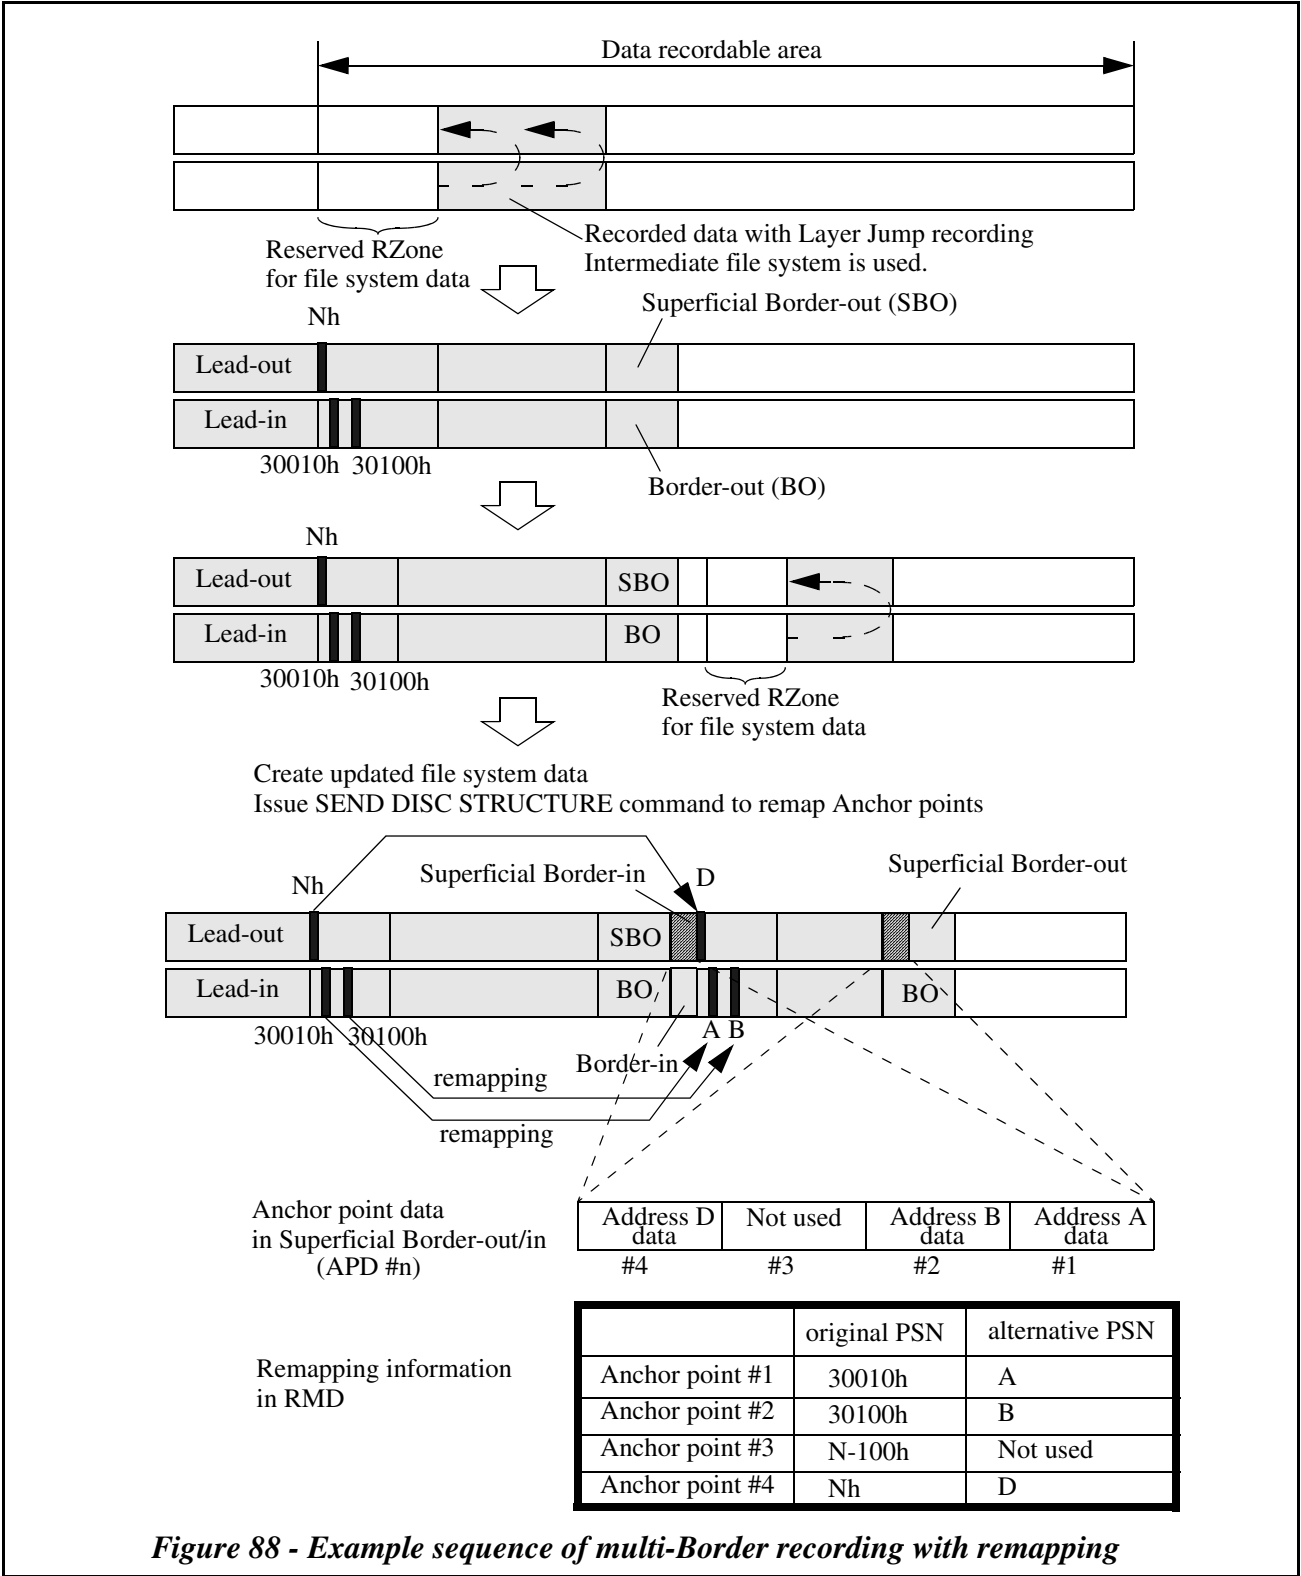 Data recordable area
Reserved RZone
for file system data
Recorded data with Layer Jump recording
Intermediate file system is used.
Superficial Border-out (SBO)
Nh
Lead-out
Lead-in
30010h 30100h
Border-out (BO)
Nh
Lead-out SBO
Lead-in BO
30010h 30100h
Reserved RZone
for file system data
Create updated file system data
Issue SEND DISC STRUCTURE command to remap Anchor points
Superficial Border-out
Superficial Border-in D
Nh
Lead-out SBO
Lead-in BO BO
30010h 30100h A B
Border-in
remapping
remapping
Anchor point data
in Superficial Border-out/in
(APD #n)
Address D data Not used Address B data Address A data
#4 #3 #2 #1
original PSN alternative PSN
Remapping information
in RMD
Anchor point #1 30010h A
Anchor point #2 30100h B
Anchor point #3 N-100h Not used
Anchor point #4 Nh D
Figure 88 - Example sequence of multi-Border recording with remapping